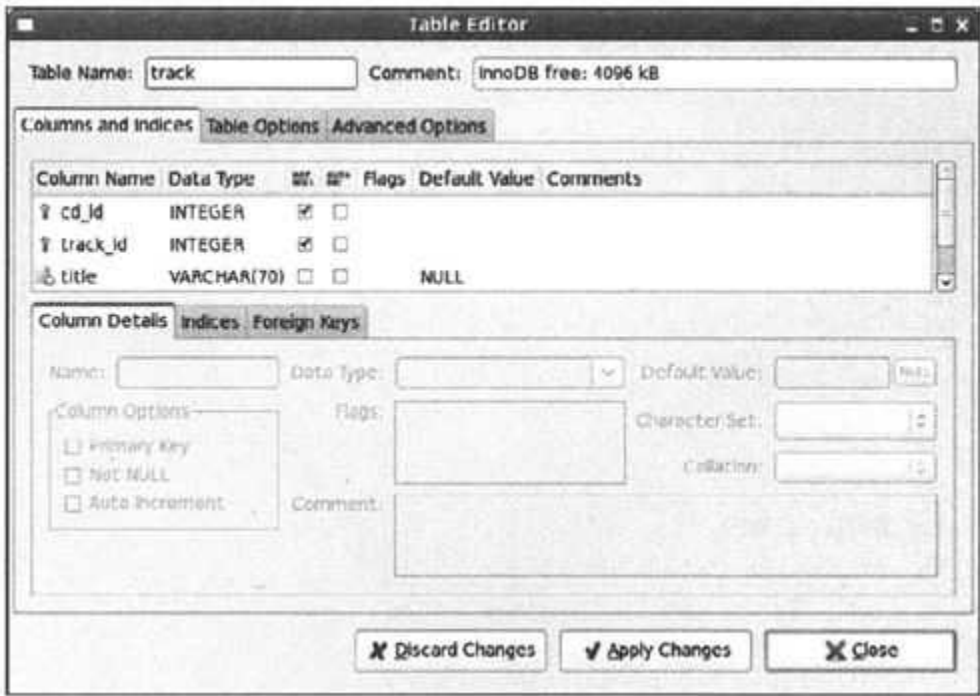 Table Editor
Table Name: track Comment: InnoDB free: 4096 kB
Columns and Indices Table Options Advanced Options
Column Name Data Type Flags Default Value Comments
cd_id INTEGER
track_id INTEGER
title VARCHAR(70) NULL
Column Details Indices Foreign Keys
Name: Data Type: Default Value:
Column Options Flags: Character Set:
Primary Key
Not NULL Collation:
Auto Increment Comment:
Discard Changes Apply Changes Close